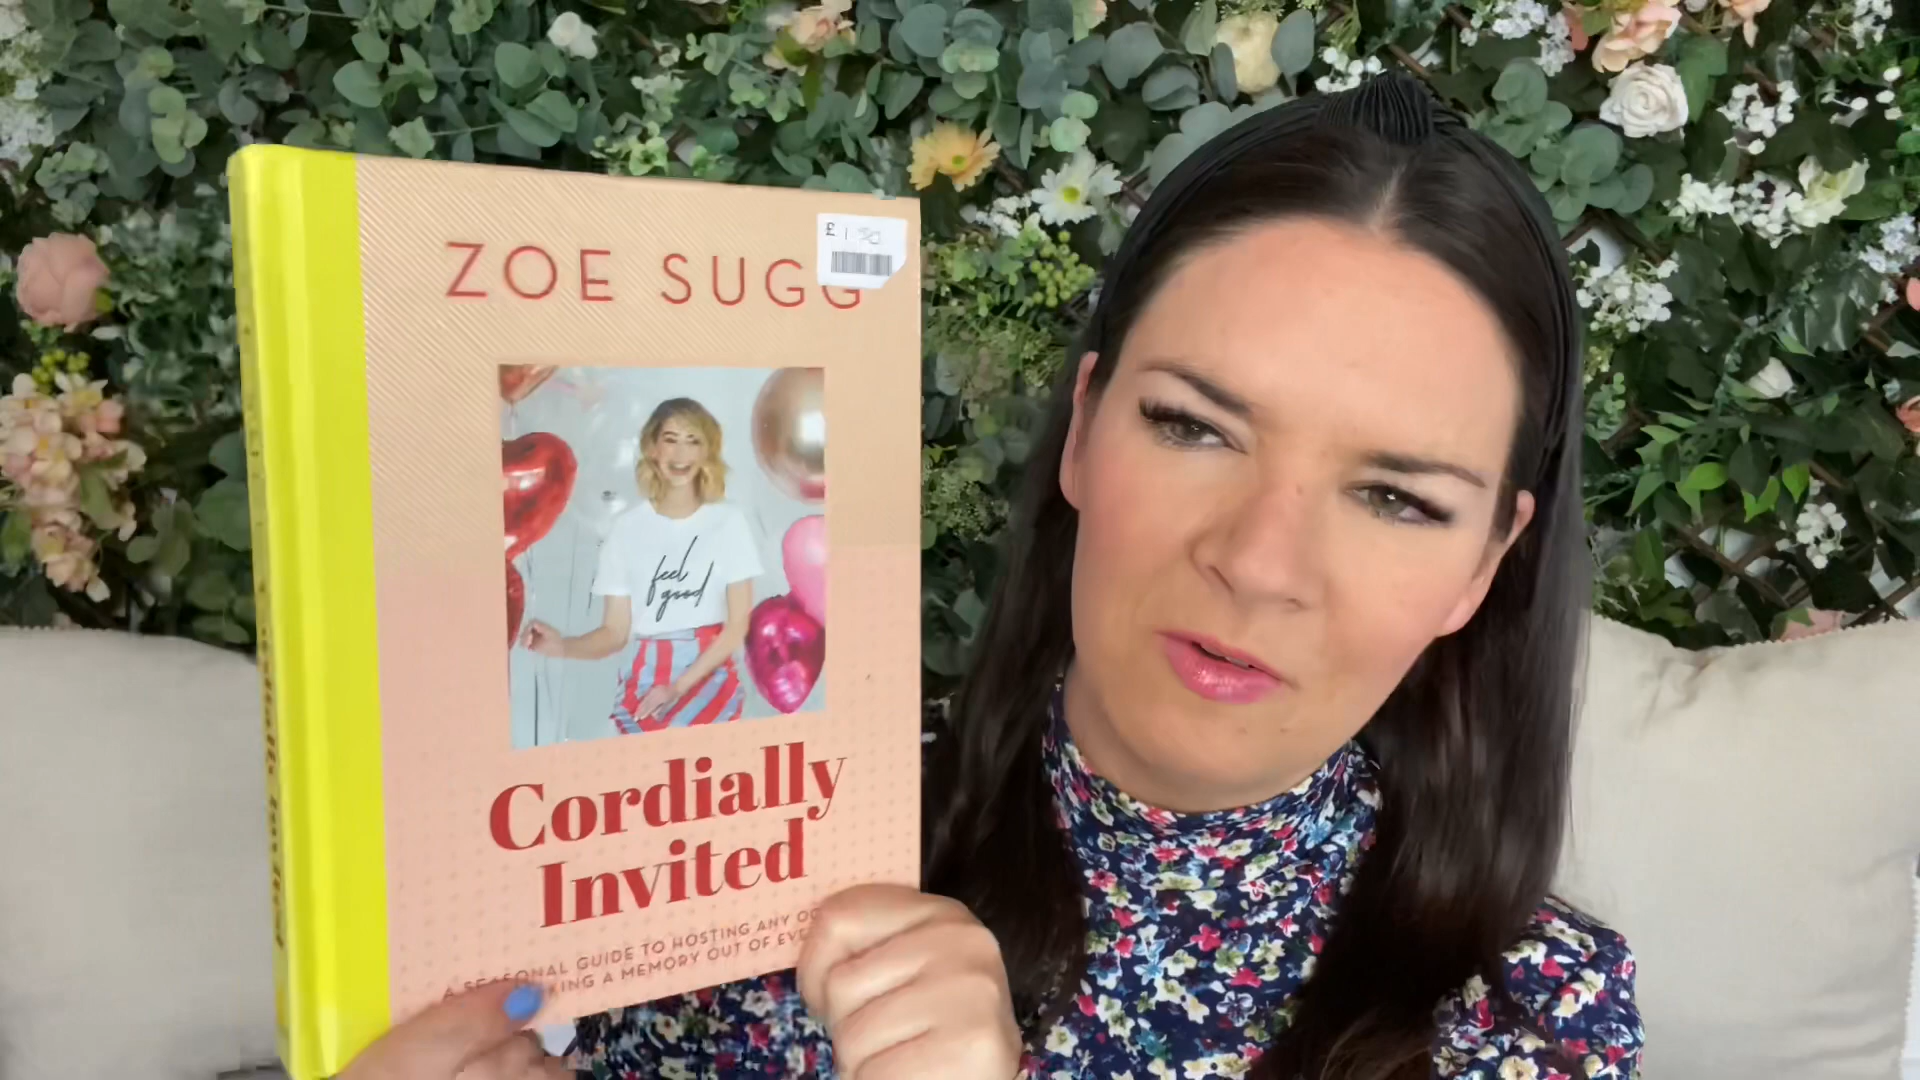 £ 1.50
ZOE SUGG
feel
good
Cordially
Invited
A SEASONAL GUIDE TO HOSTING ANY
A MEMORY OUT OF